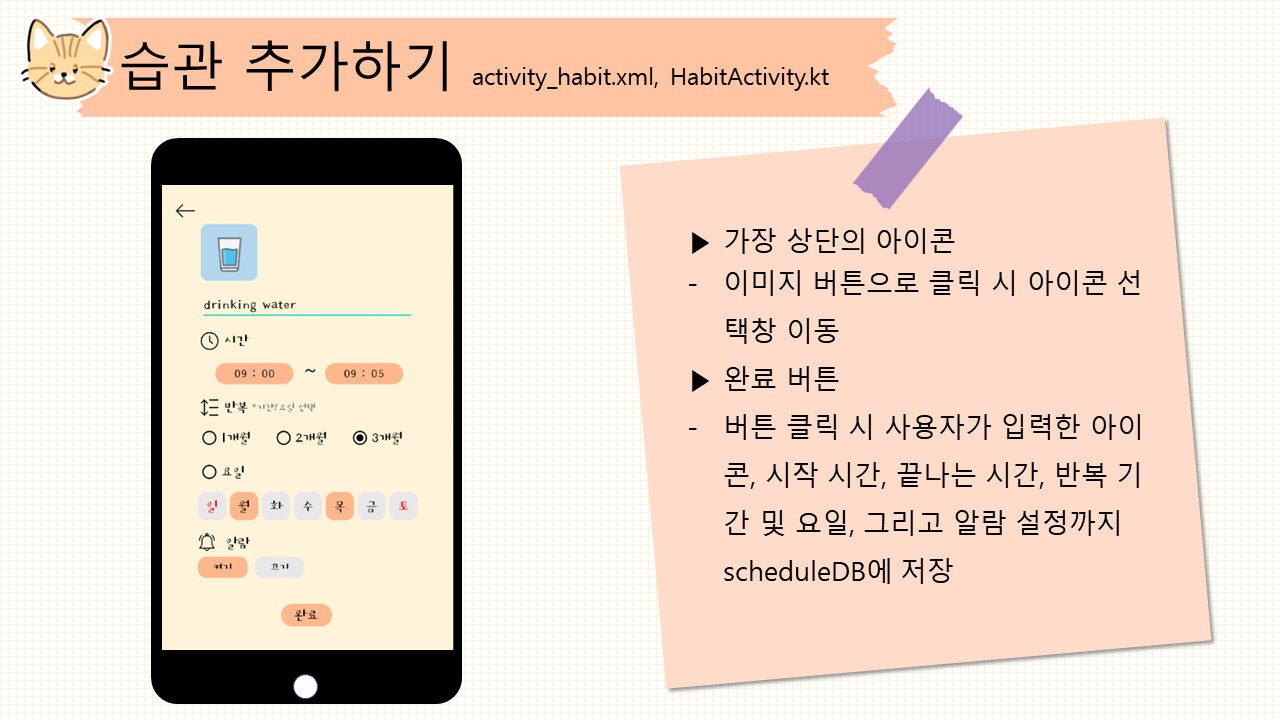 습관 추가하기 activity_habit.xml, HabitActivity.kt
drinking water
시간
09 : 00 ~ 09 : 05
반복 *기간/요일 선택
1개월 2개월 3개월
요일
일 월 화 수 목 금 토
알람
켜기 끄기
완료
▶ 가장 상단의 아이콘
- 이미지 버튼으로 클릭 시 아이콘 선
택창 이동
▶ 완료 버튼
- 버튼 클릭 시 사용자가 입력한 아이
콘, 시작 시간, 끝나는 시간, 반복 기
간 및 요일, 그리고 알람 설정까지
scheduleDB에 저장